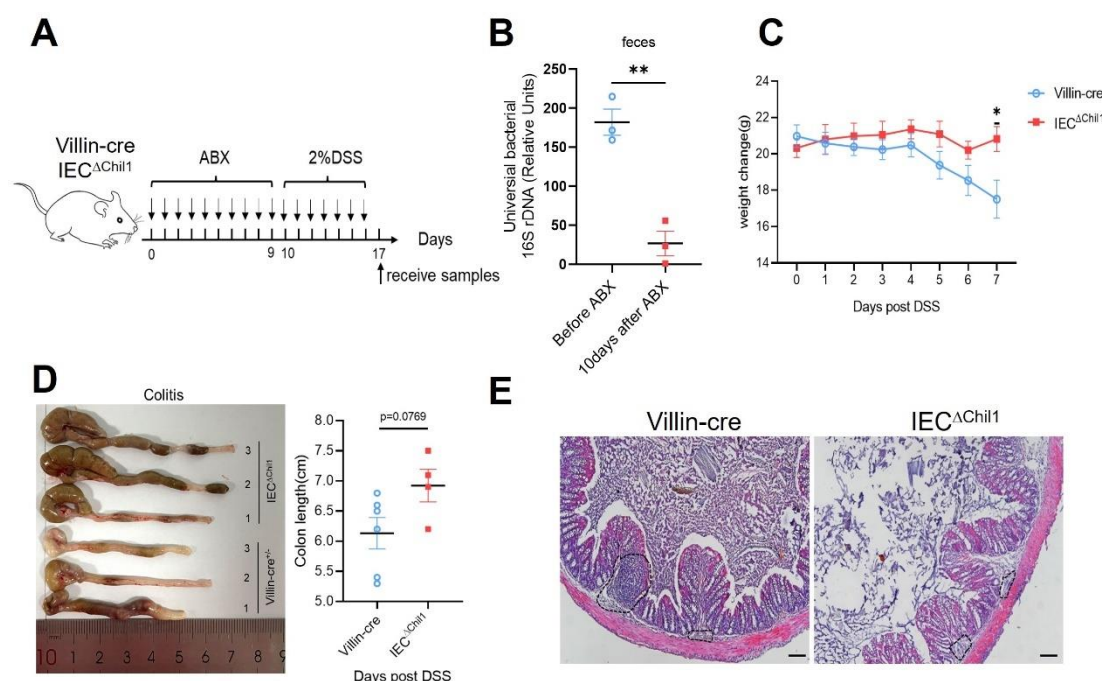 A
Villin-cre
IEC^ΔChil1
ABX
2%DSS
0
9
10
17
Days
receive samples
B
feces
**
Universial bacterial
16S rDNA (Relative Units)
250
200
150
100
50
0
Before ABX
10days after ABX
C
weight change(g)
24
22
20
18
16
14
0 1 2 3 4 5 6 7
Days post DSS
*
Villin-cre
IEC^ΔChil1
D
Colitis
3
2
1
IEC^ΔChil1
3
2
1
Villin-cre^+/-
10 1 2 3 4 5 6 7 8 9
p=0.0769
Colon length(cm)
8.0
7.5
7.0
6.5
6.0
5.5
5.0
Villin-cre
IEC^ΔChil1
Days post DSS
E
Villin-cre
IEC^ΔChil1